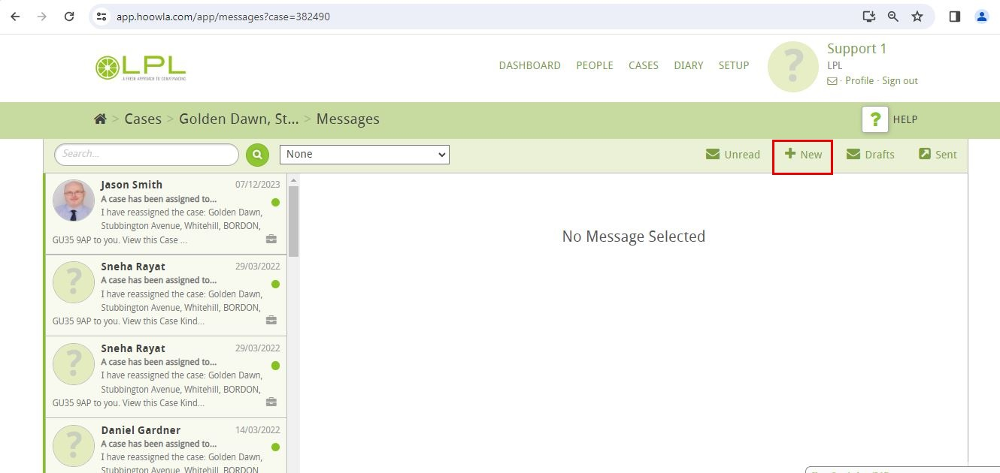 app.hoowla.com/app/messages?case=382490
Support 1
LPL
A FRESH APPROACH TO CONVEYANCING
DASHBOARD PEOPLE CASES DIARY SETUP
LPL
Profile · Sign out
> Cases > Golden Dawn, St... > Messages
? HELP
Search...
None
Unread
+ New
Drafts
Sent
Jason Smith 07/12/2023
A case has been assigned to...
I have reassigned the case: Golden Dawn,
Stubbington Avenue, Whitehill, BORDON,
GU35 9AP to you. View this Case ...
No Message Selected
Sneha Rayat 29/03/2022
A case has been assigned to...
I have reassigned the case: Golden Dawn,
Stubbington Avenue, Whitehill, BORDON,
GU35 9AP to you. View this Case Kind...
Sneha Rayat 29/03/2022
A case has been assigned to...
I have reassigned the case: Golden Dawn,
Stubbington Avenue, Whitehill, BORDON,
GU35 9AP to you. View this Case Kind...
Daniel Gardner 14/03/2022
A case has been assigned to...
I have reassigned the case: Golden Dawn,
Stubbington Avenue, Whitehill, BORDON,